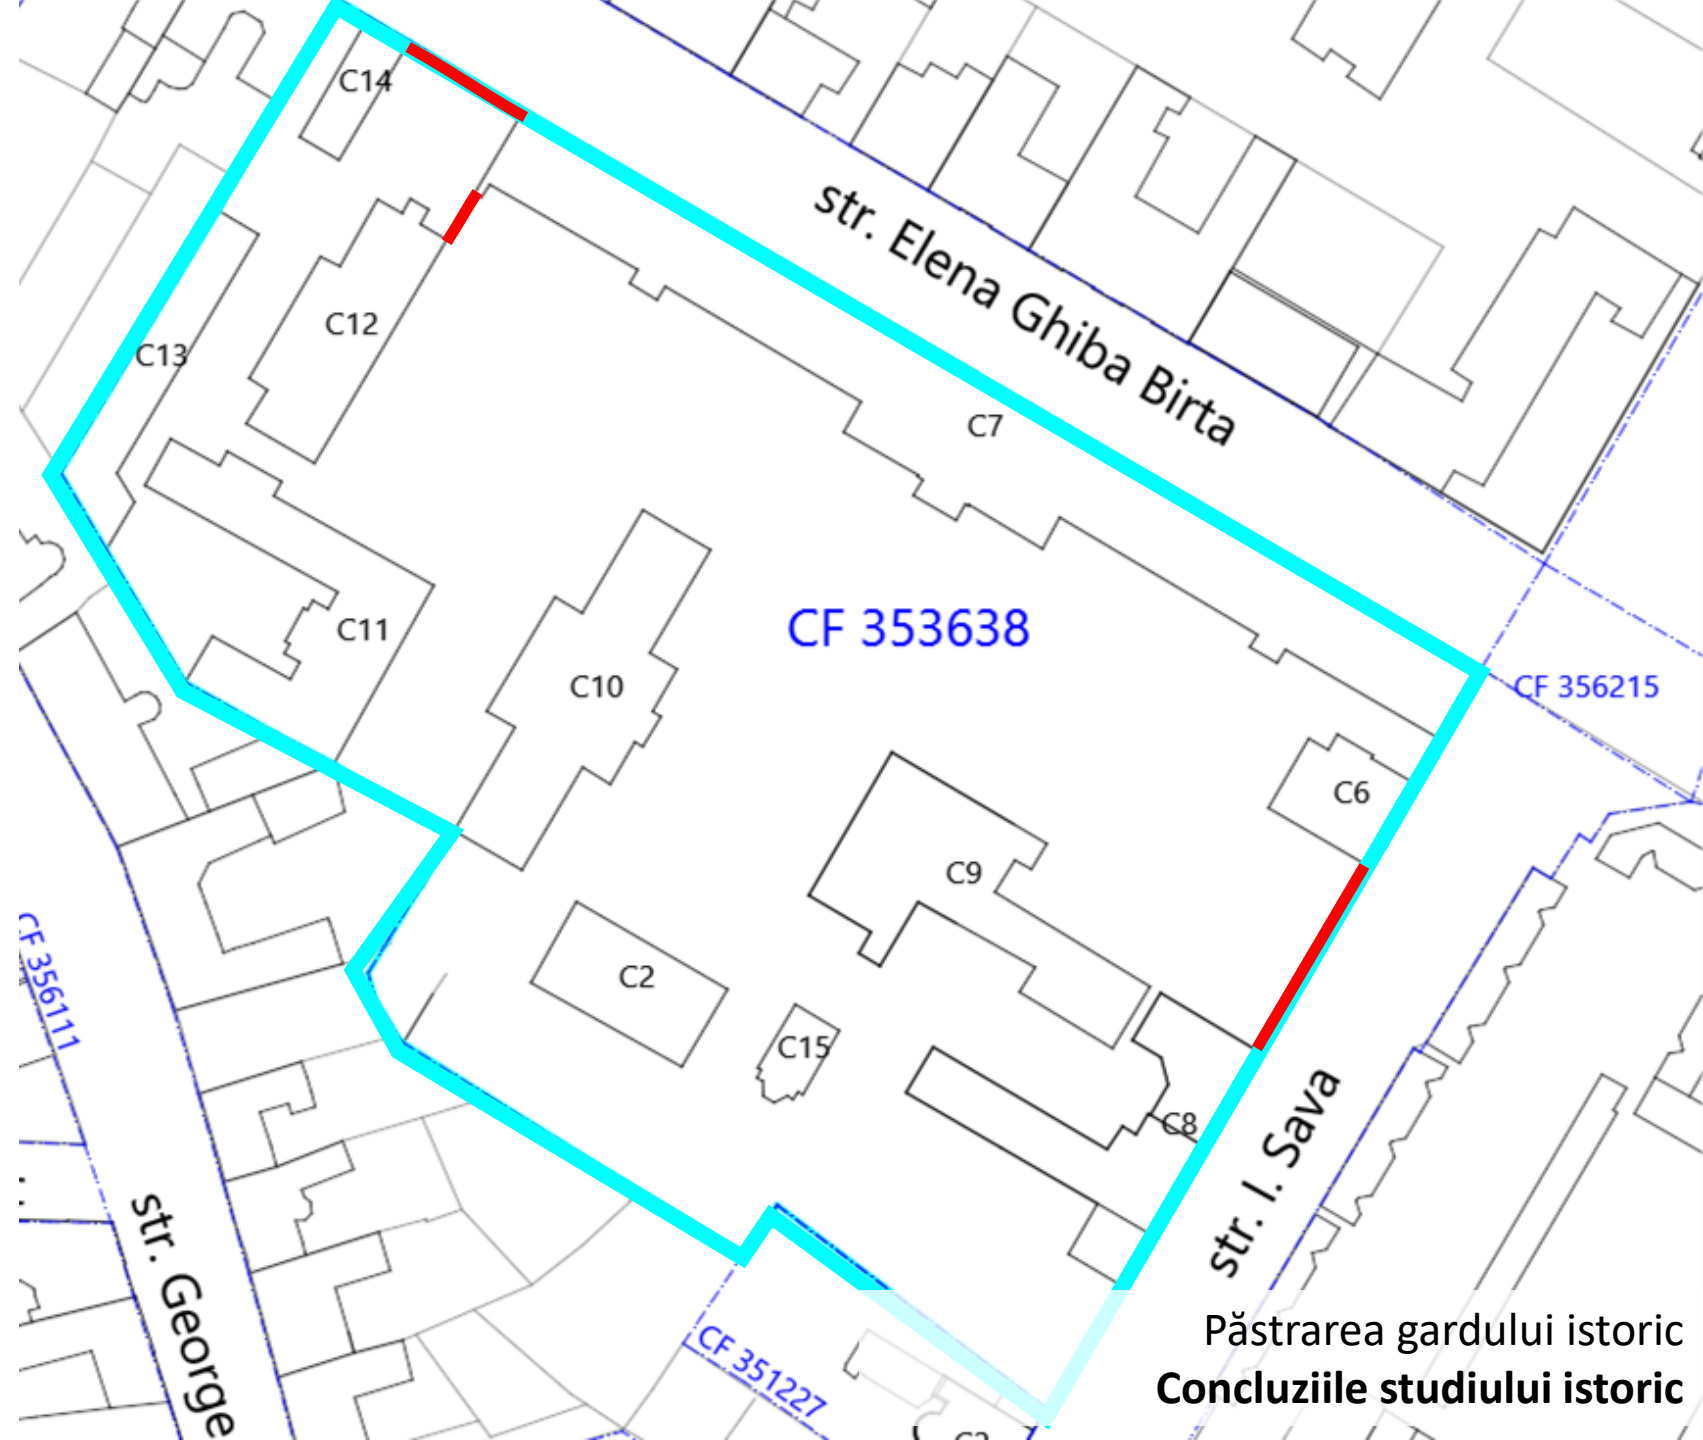 C14
str. Elena Ghiba Birta
C12
C13
C7
CF 353638
C11
C10
CF 356215
C6
C9
CF 356111
C2
C15
C8
str. I. Sava
str. George
CF 351227
Păstrarea gardului istoric
Concluziile studiului istoric